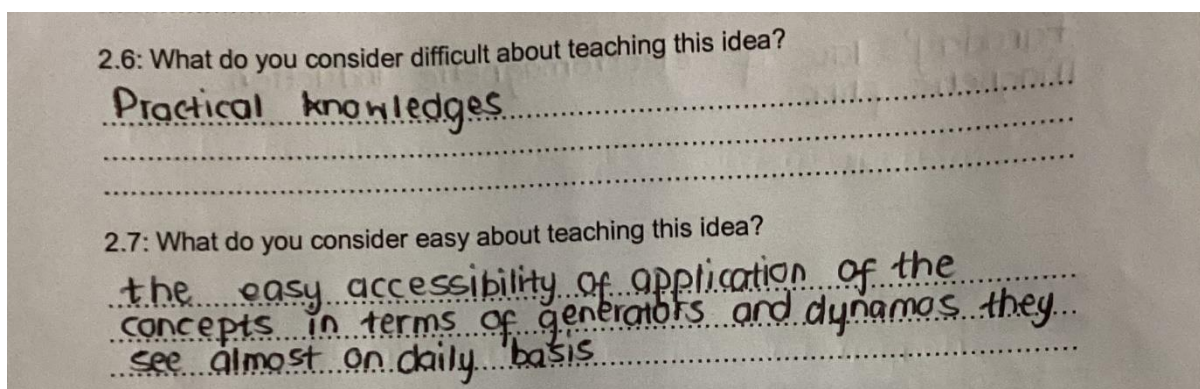 2.6: What do you consider difficult about teaching this idea?
Practical knowledges
2.7: What do you consider easy about teaching this idea?
the easy accessibility of application of the
concepts in terms of generators and dynamos they
see almost on daily basis